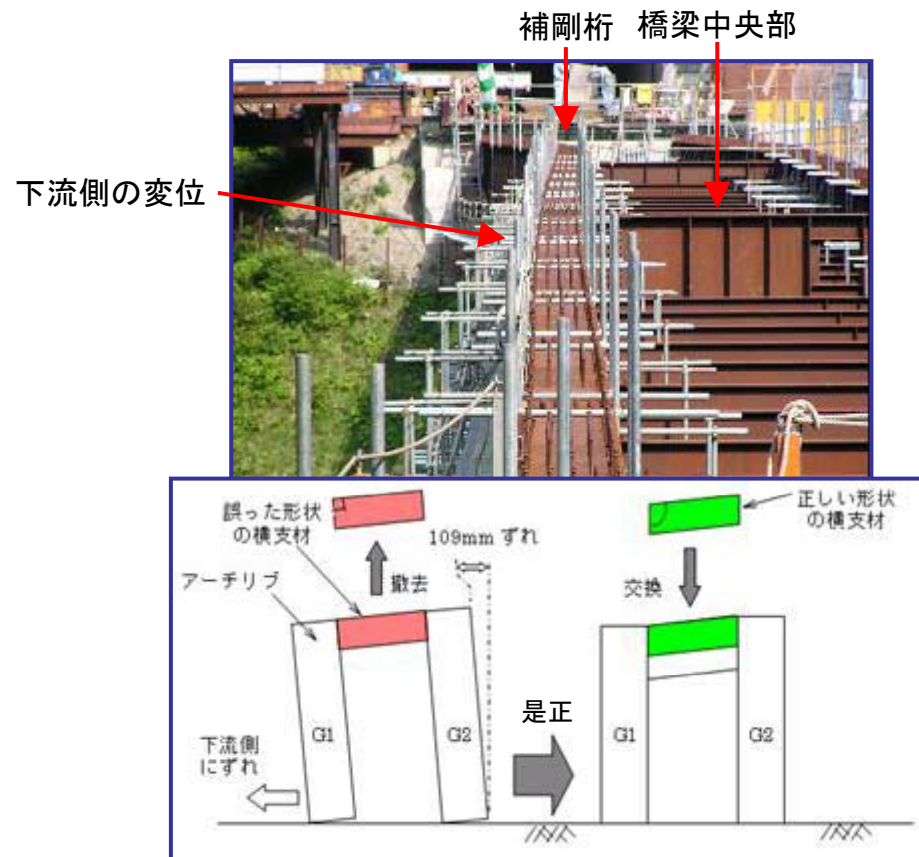 補剛桁 橋梁中央部
下流側の変位
誤った形状
の横支材
109mm ずれ
正しい形状
の横支材
アーチリブ
撤去
交換
是正
G1
G2
G1
G2
下流側
にずれ